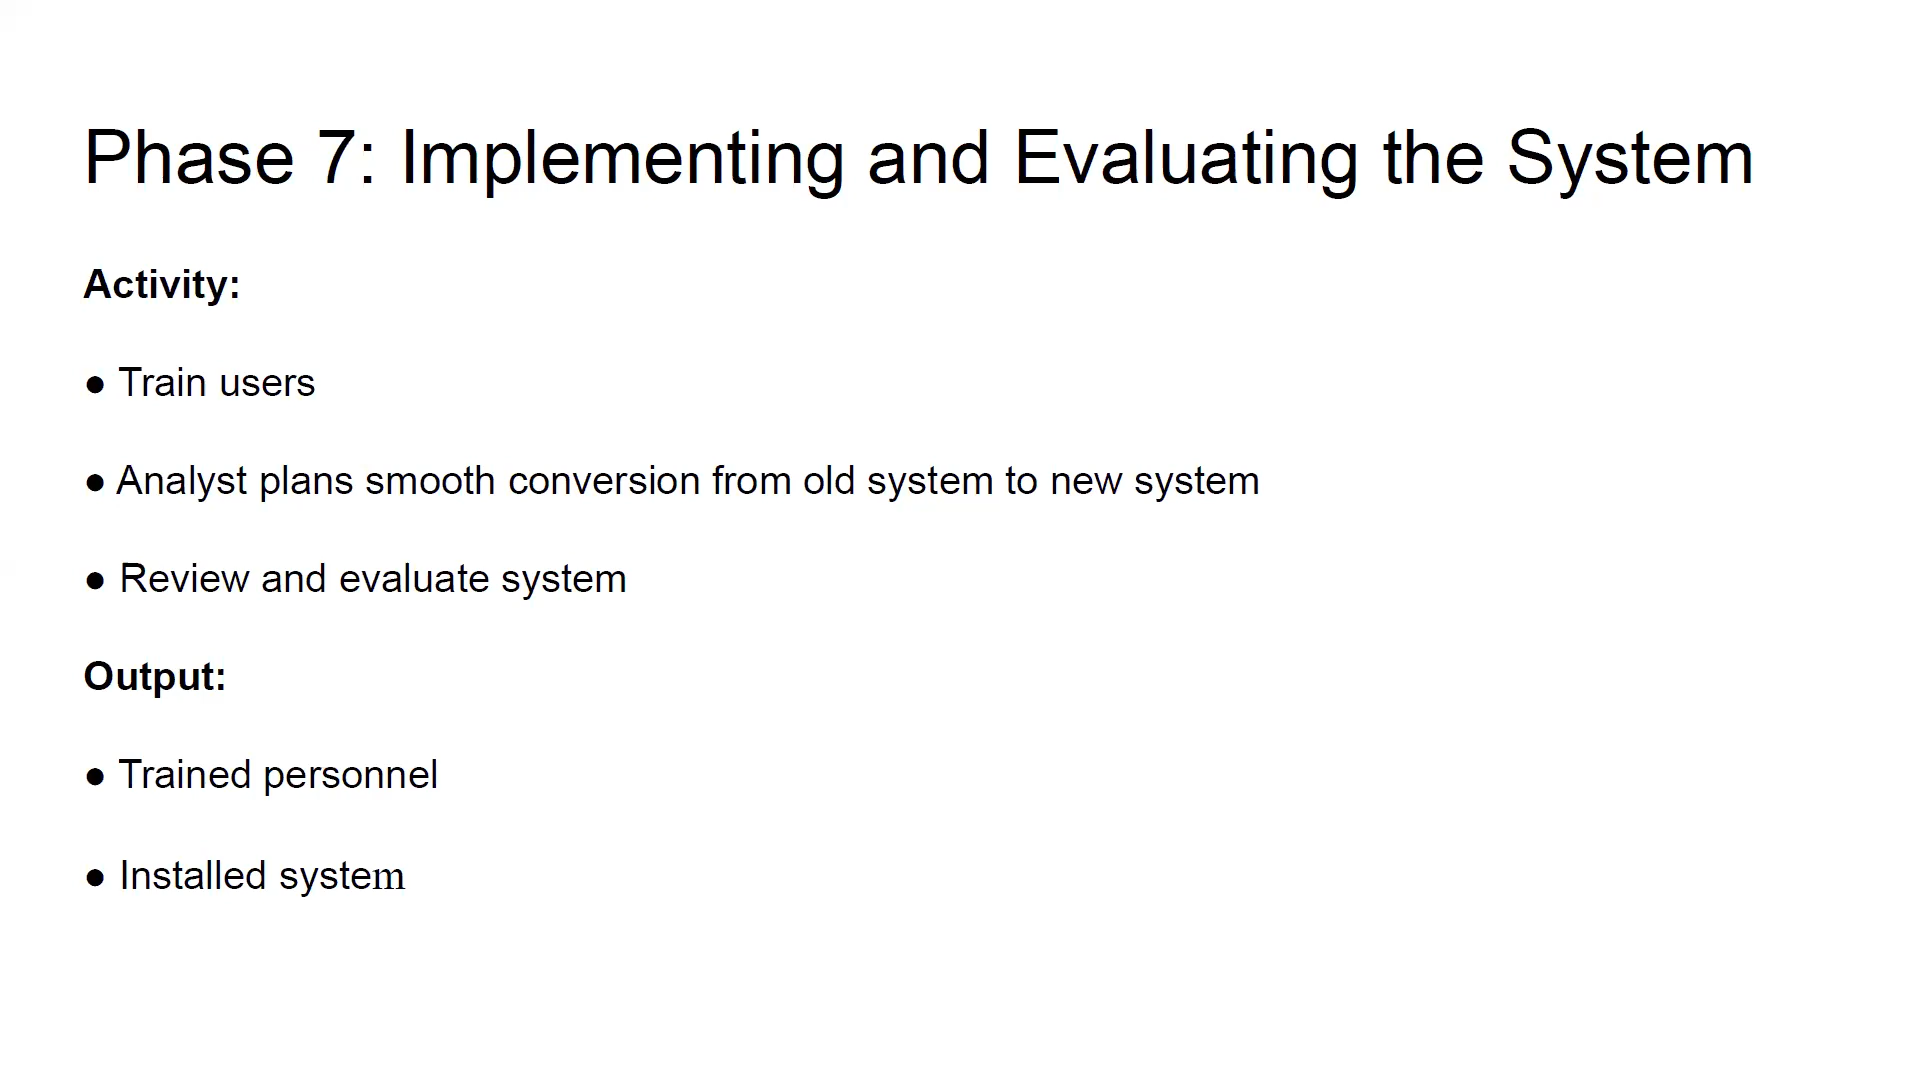 Phase 7: Implementing and Evaluating the System
Activity:
● Train users
● Analyst plans smooth conversion from old system to new system
● Review and evaluate system
Output:
● Trained personnel
● Installed system